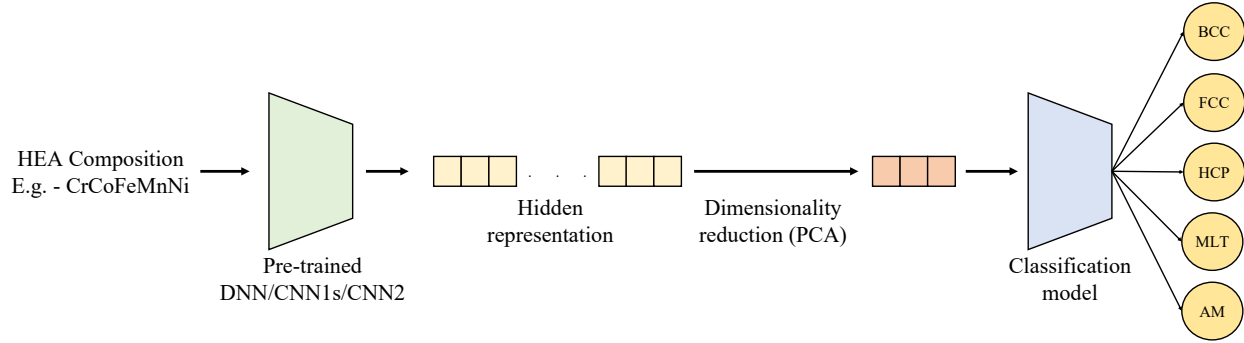 HEA Composition
E.g. - CrCoFeMnNi
Pre-trained
DNN/CNN1s/CNN2
. . .
Hidden
representation
Dimensionality
reduction (PCA)
Classification
model
BCC
FCC
HCP
MLT
AM